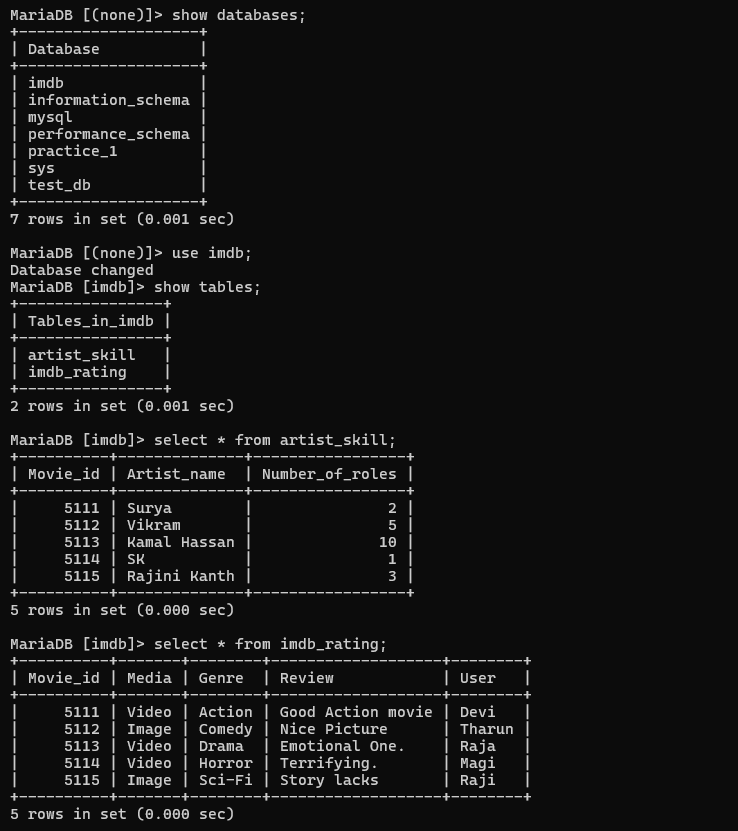 MariaDB [(none)]> show databases;
+--------------------+
| Database           |
+--------------------+
| imdb               |
| information_schema |
| mysql              |
| performance_schema |
| practice_1         |
| sys                |
| test_db            |
+--------------------+
7 rows in set (0.001 sec)

MariaDB [(none)]> use imdb;
Database changed
MariaDB [imdb]> show tables;
+----------------+
| Tables_in_imdb |
+----------------+
| artist_skill   |
| imdb_rating    |
+----------------+
2 rows in set (0.001 sec)

MariaDB [imdb]> select * from artist_skill;
+----------+--------------+-----------------+
| Movie_id | Artist_name  | Number_of_roles |
+----------+--------------+-----------------+
|     5111 | Surya        |               2 |
|     5112 | Vikram       |               5 |
|     5113 | Kamal Hassan |              10 |
|     5114 | SK           |               1 |
|     5115 | Rajini Kanth |               3 |
+----------+--------------+-----------------+
5 rows in set (0.000 sec)

MariaDB [imdb]> select * from imdb_rating;
+----------+-------+--------+-------------------+--------+
| Movie_id | Media | Genre  | Review            | User   |
+----------+-------+--------+-------------------+--------+
|     5111 | Video | Action | Good Action movie | Devi   |
|     5112 | Image | Comedy | Nice Picture      | Tharun |
|     5113 | Video | Drama  | Emotional One.    | Raja   |
|     5114 | Video | Horror | Terrifying.       | Magi   |
|     5115 | Image | Sci-Fi | Story lacks       | Raji   |
+----------+-------+--------+-------------------+--------+
5 rows in set (0.000 sec)